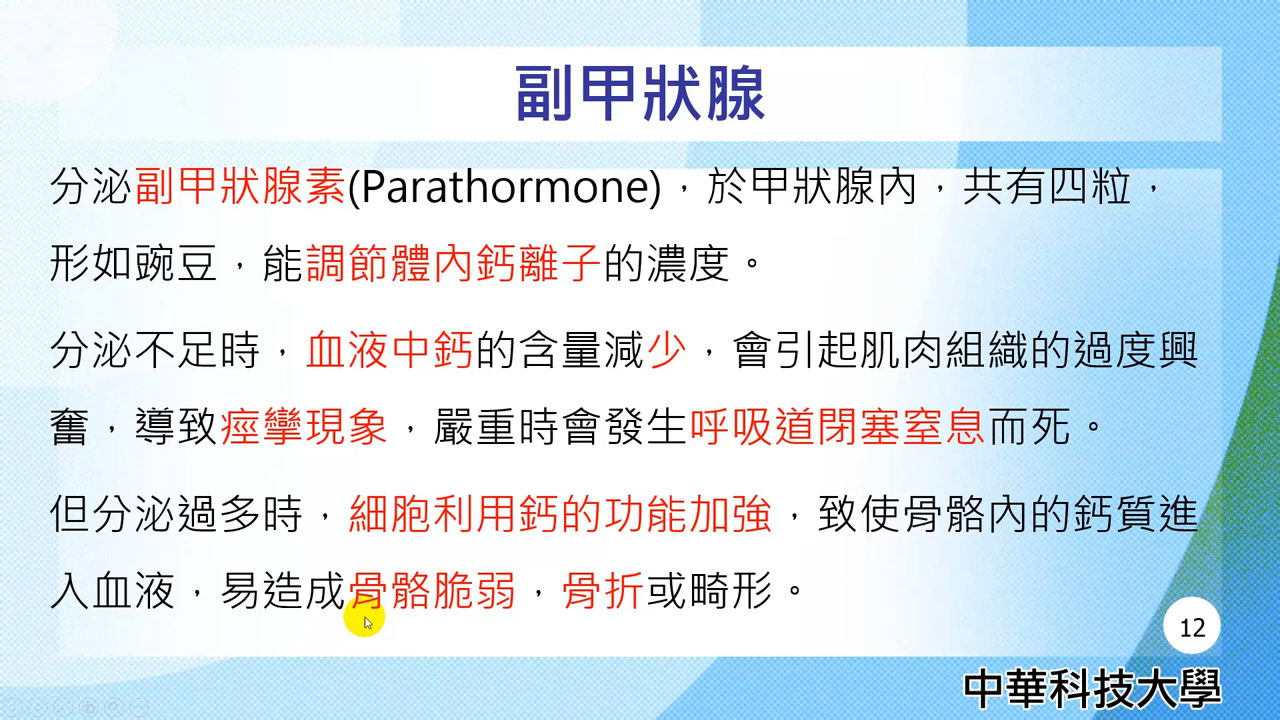 副甲狀腺
分泌副甲狀腺素(Parathormone)，於甲狀腺內，共有四粒，
形如豌豆，能調節體內鈣離子的濃度。
分泌不足時，血液中鈣的含量減少，會引起肌肉組織的過度興
奮，導致痙攣現象，嚴重時會發生呼吸道閉塞窒息而死。
但分泌過多時，細胞利用鈣的功能加強，致使骨骼內的鈣質進
入血液，易造成骨骼脆弱，骨折或畸形。
12
中華科技大學